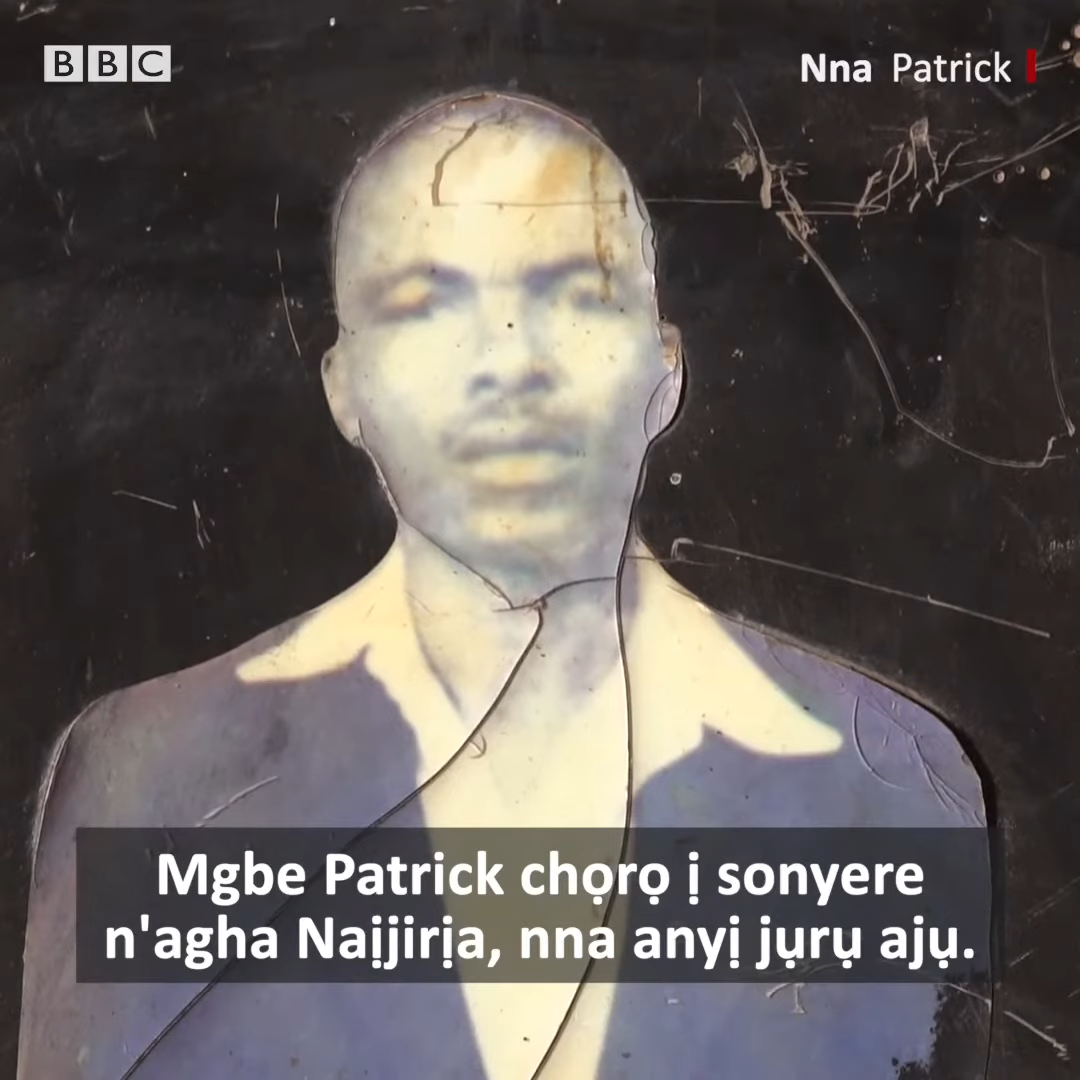 BBC
Nna Patrick
Mgbe Patrick chọrọ ị sonyere
n'agha Naịjirịa, nna anyị jụrụ ajụ.